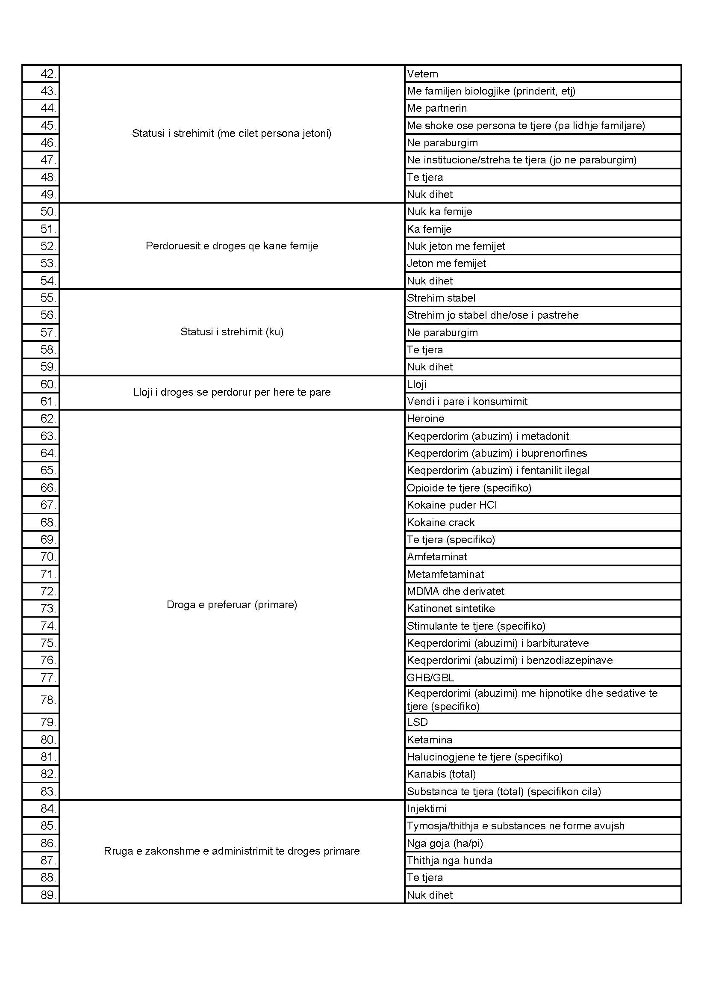 42. Vetem
43. Me familjen biologjike (prinderit, etj)
44. Me partnerin
45. Me shoke ose persona te tjere (pa lidhje familjare)
Statusi i strehimit (me cilet persona jetoni)
46. Ne paraburgim
47. Ne institucione/streha te tjera (jo ne paraburgim)
48. Te tjera
49. Nuk dihet
50. Nuk ka femije
51. Ka femije
52. Perdoruesit e droges qe kane femije Nuk jeton me femijet
53. Jeton me femijet
54. Nuk dihet
55. Strehim stabel
56. Strehim jo stabel dhe/ose i pastrehe
57. Statusi i strehimit (ku) Ne paraburgim
58. Te tjera
59. Nuk dihet
60. Lloji
Lloji i droges se perdorur per here te pare
61. Vendi i pare i konsumimit
62. Heroine
63. Keqperdorim (abuzim) i metadonit
64. Keqperdorim (abuzim) i buprenorfines
65. Keqperdorim (abuzim) i fentanilit ilegal
66. Opioide te tjere (specifiko)
67. Kokaine puder HCl
68. Kokaine crack
69. Te tjera (specifiko)
70. Amfetaminat
71. Metamfetaminat
72. MDMA dhe derivatet
Droga e preferuar (primare)
73. Katinonet sintetike
74. Stimulante te tjere (specifiko)
75. Keqperdorimi (abuzimi) i barbiturateve
76. Keqperdorimi (abuzimi) i benzodiazepinave
77. GHB/GBL
78. Keqperdorimi (abuzimi) me hipnotike dhe sedative te
tjere (specifiko)
79. LSD
80. Ketamina
81. Halucinogjene te tjere (specifiko)
82. Kanabis (total)
83. Substanca te tjera (total) (specifikon cila)
84. Injektimi
85. Tymosja/thithja e substances ne forme avujsh
86. Nga goja (ha/pi)
Rruga e zakonshme e administrimit te droges primare
87. Thithja nga hunda
88. Te tjera
89. Nuk dihet